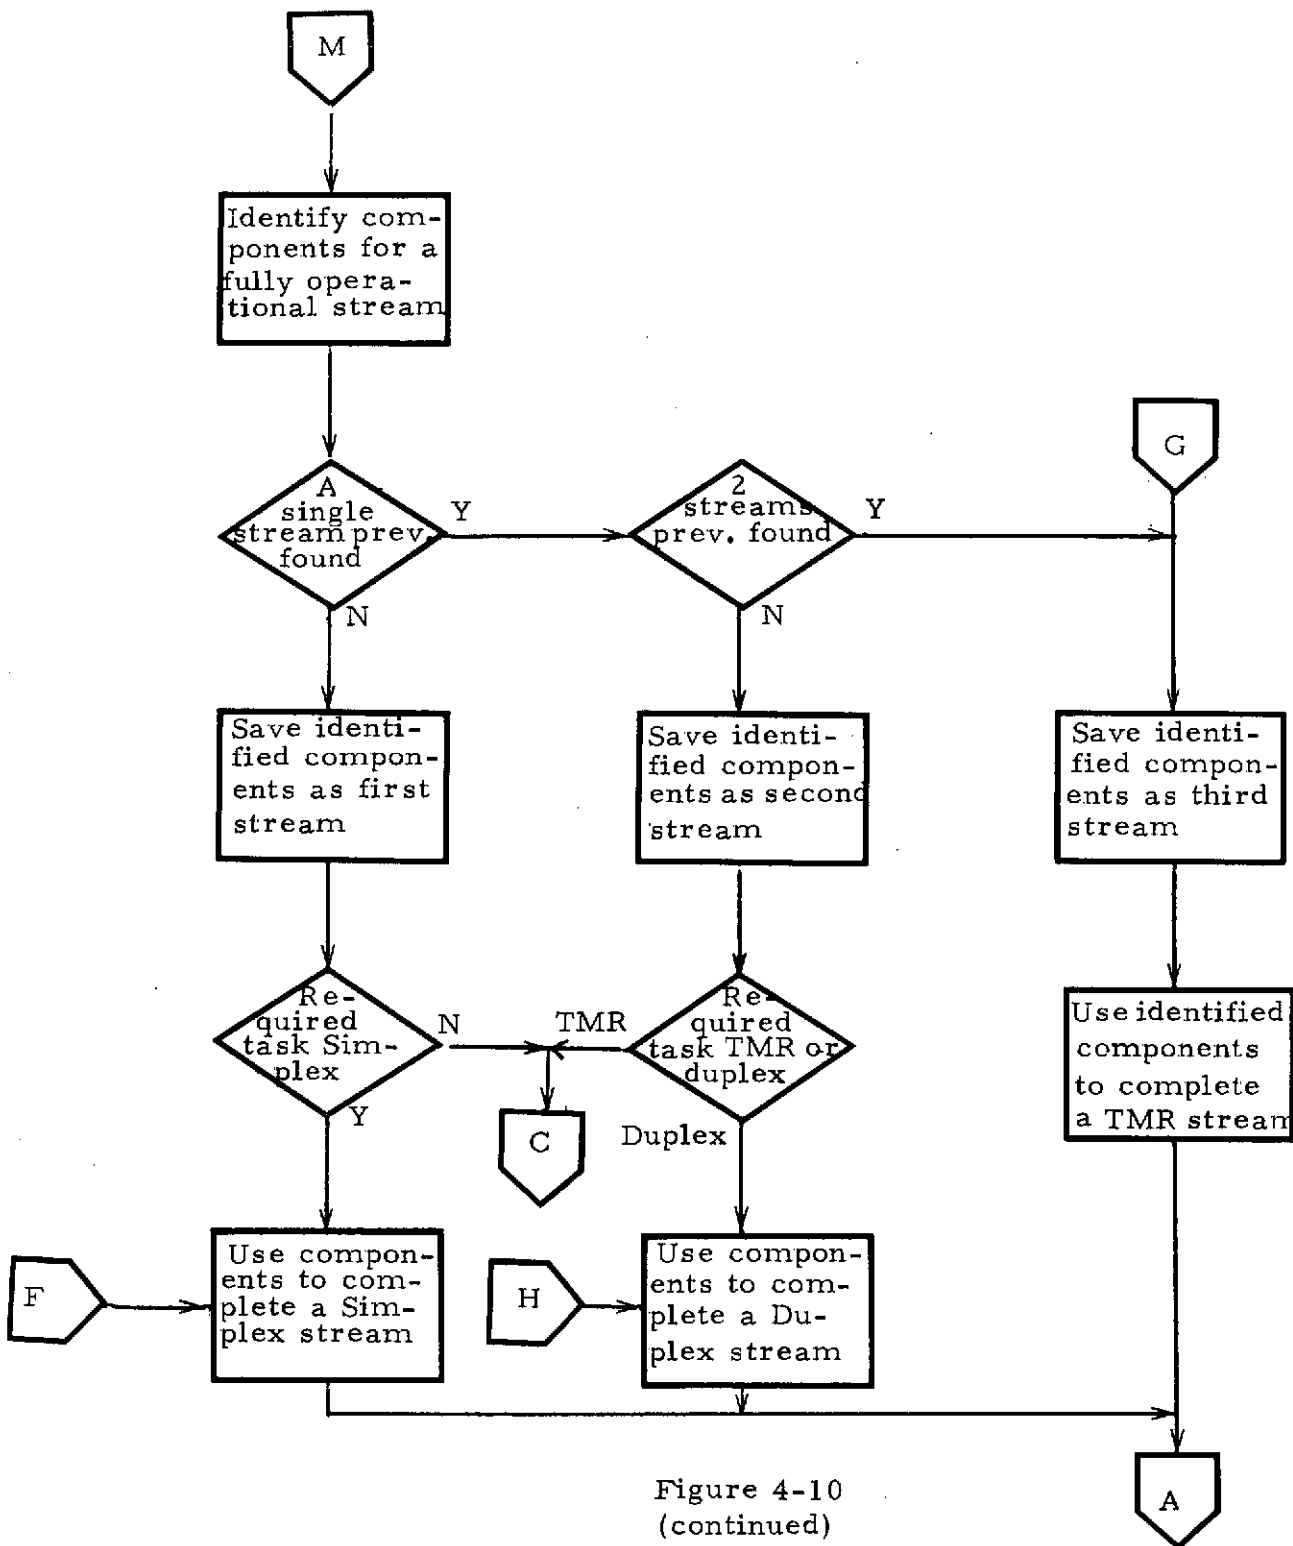 M
Identify com-
ponents for a
fully opera-
tional stream
G
A
single
stream prev.
found
Y
N
2
streams
prev. found
Y
N
Save identi-
fied compon-
ents as first
stream
Save identi-
fied compon-
ents as second
stream
Save identi-
fied compon-
ents as third
stream
Re-
quired
task Sim-
plex
N
Y
TMR
Re-
quired
task TMR or
duplex
Duplex
C
Use identified
components
to complete
a TMR stream
F
Use compon-
ents to com-
plete a Sim-
plex stream
H
Use compon-
ents to com-
plete a Du-
plex stream
A
Figure 4-10
(continued)